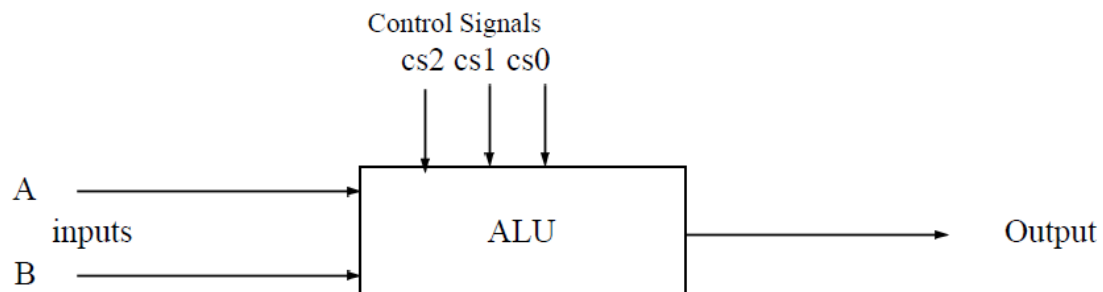 Control Signals
cs2 cs1 cs0
A
inputs
ALU
Output
B